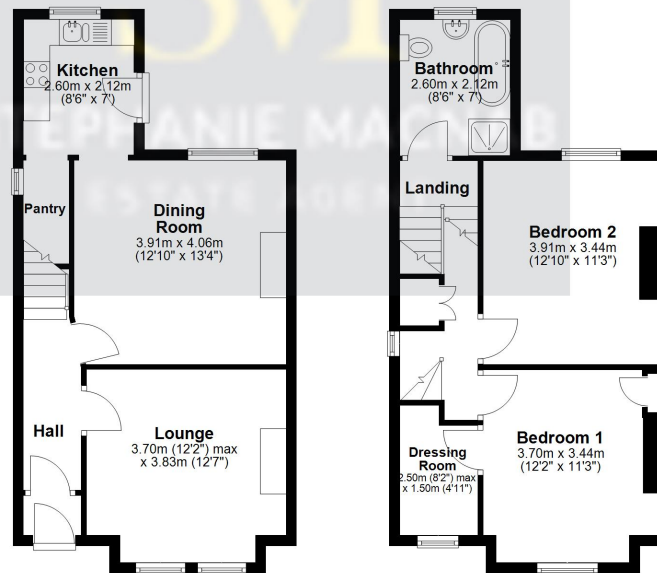 Kitchen
2.60m x 2.12m
(8'6" x 7')
Pantry
Dining
Room
3.91m x 4.06m
(12'10" x 13'4")
Hall
Lounge
3.70m (12'2") max
x 3.83m (12'7")
Bathroom
2.60m x 2.12m
(8'6" x 7')
Landing
Bedroom 2
3.91m x 3.44m
(12'10" x 11'3")
Dressing
Room
2.50m (8'2") max
x 1.50m (4'11")
Bedroom 1
3.70m x 3.44m
(12'2" x 11'3")
ESTATE AGENT